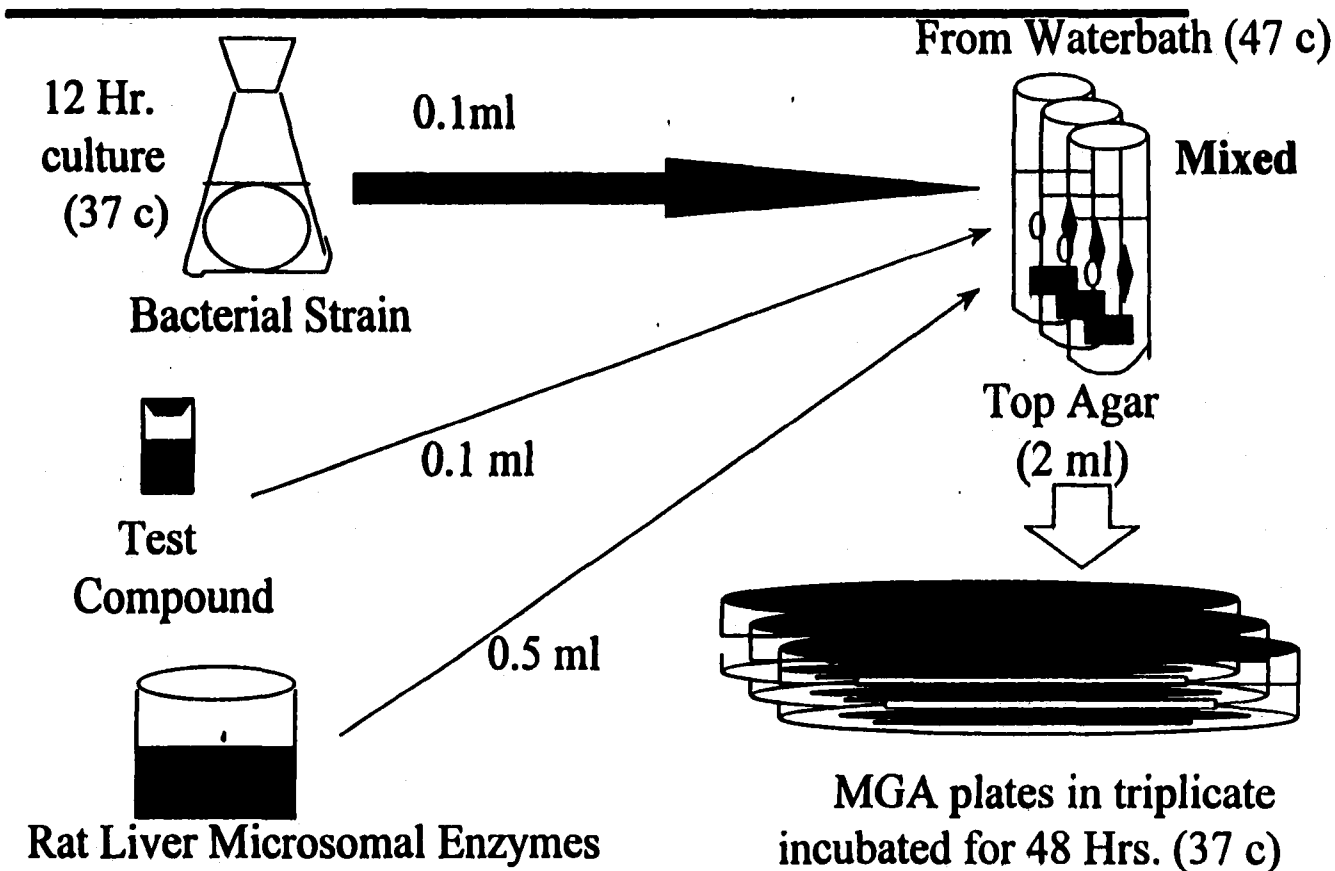 From Waterbath (47 c)
12 Hr.
culture
(37 c)
0.1ml
Mixed
Bacterial Strain
Top Agar
(2 ml)
0.1 ml
Test
Compound
0.5 ml
Rat Liver Microsomal Enzymes
MGA plates in triplicate
incubated for 48 Hrs. (37 c)